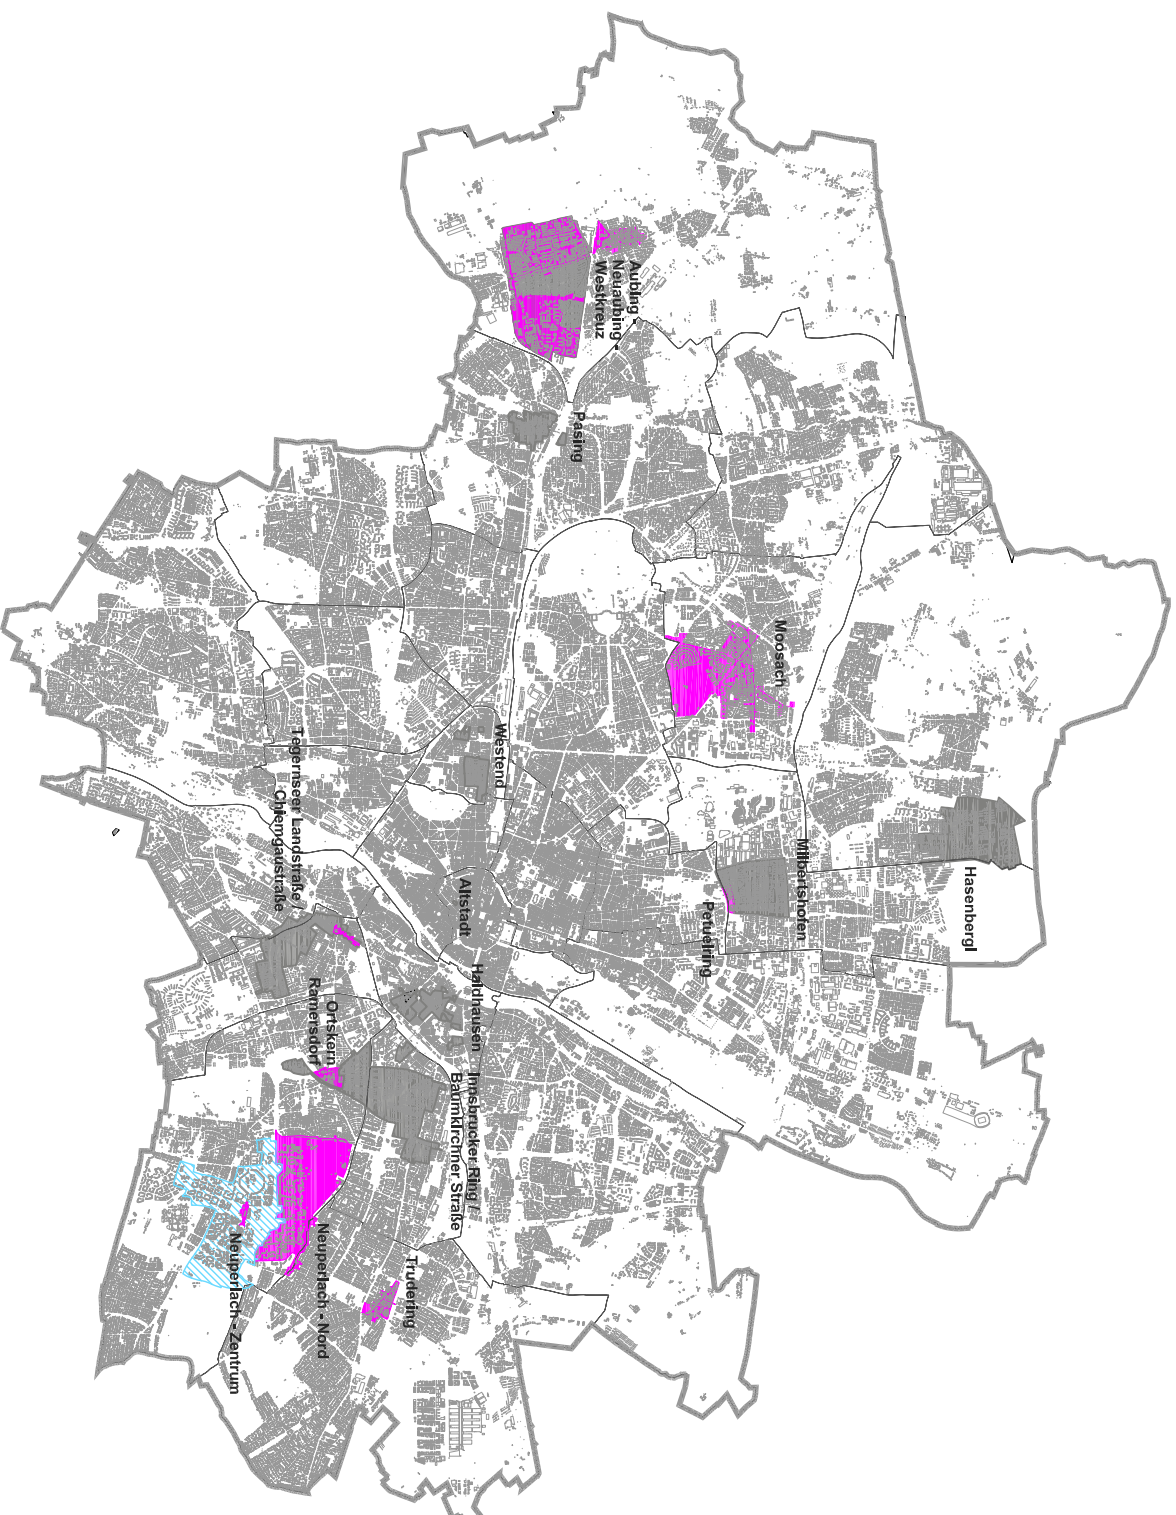 Aubing -
Neuaubing -
Westkreuz
Pasing
Moosach
Westend
Tegernseer Landstraße /
Chiemgaustraße
Altstadt
Milbertshofen
Petuelring
Hasenbergl
Haidhausen
Ortskern
Ramersdorf
Innsbrucker Ring /
Baumkirchner Straße
Trudering
Neuperlach - Nord
Neuperlach - Zentrum